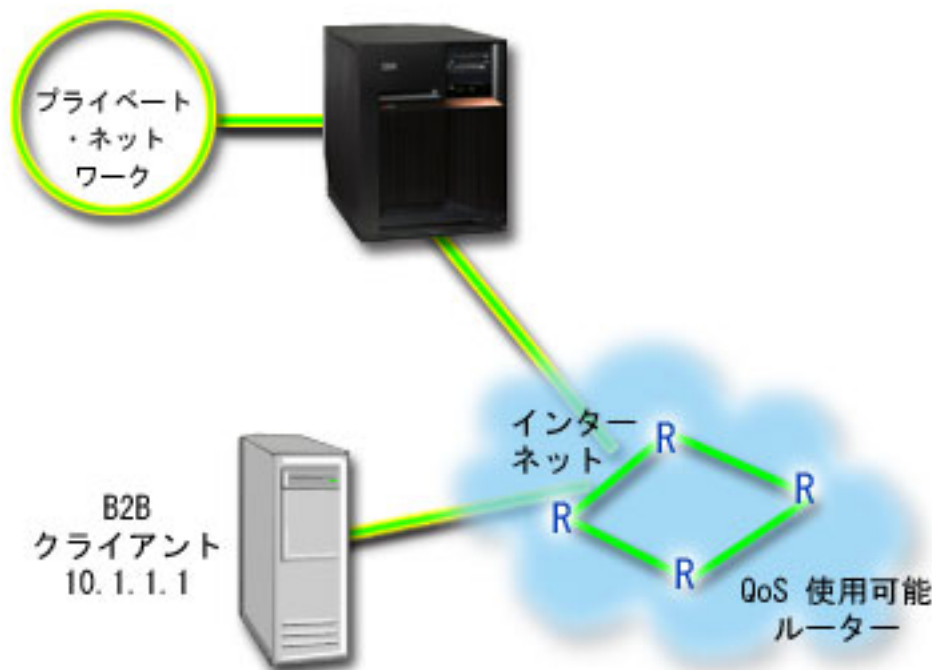 プライベート
・ネット
ワーク
IBM
インター
ネット
R
R
R
R
B2B
クライアント
10.1.1.1
QoS 使用可能
ルーター